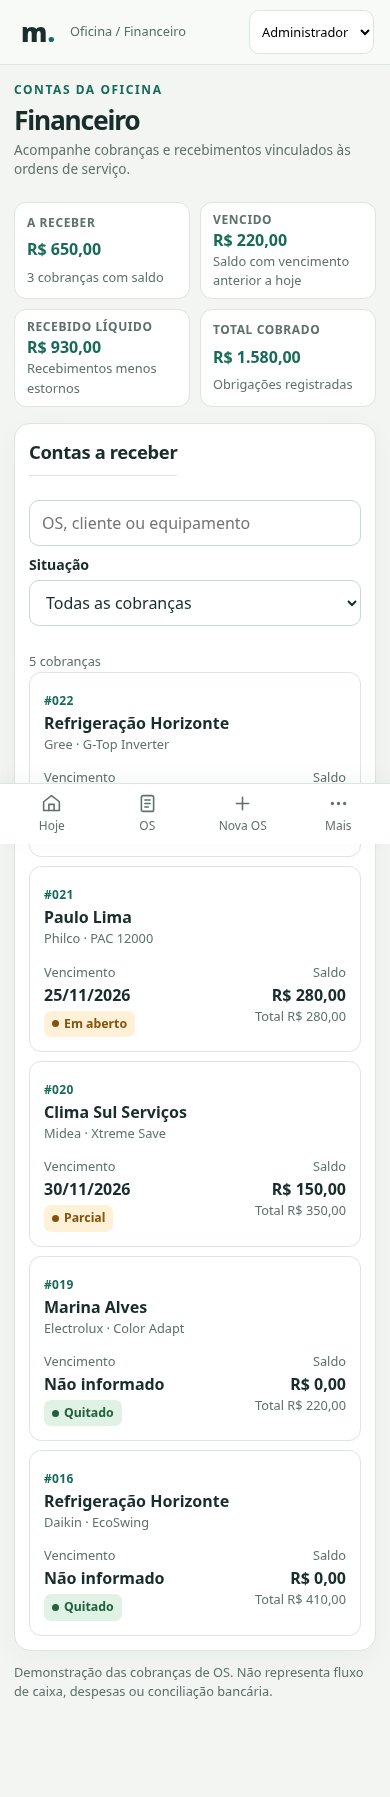 m. Oficina / Financeiro Administrador
CONTAS DA OFICINA
Financeiro
Acompanhe cobranças e recebimentos vinculados às
ordens de serviço.
A RECEBER
R$ 650,00
3 cobranças com saldo
VENCIDO
R$ 220,00
Saldo com vencimento
anterior a hoje
RECEBIDO LÍQUIDO
R$ 930,00
Recebimentos menos
estornos
TOTAL COBRADO
R$ 1.580,00
Obrigações registradas
Contas a receber
OS, cliente ou equipamento
Situação
Todas as cobranças
5 cobranças
#022
Refrigeração Horizonte
Gree · G-Top Inverter
Vencimento Saldo
Hoje OS Nova OS Mais
#021
Paulo Lima
Philco · PAC 12000
Vencimento Saldo
25/11/2026 R$ 280,00
Em aberto Total R$ 280,00
#020
Clima Sul Serviços
Midea · Xtreme Save
Vencimento Saldo
30/11/2026 R$ 150,00
Parcial Total R$ 350,00
#019
Marina Alves
Electrolux · Color Adapt
Vencimento Saldo
Não informado R$ 0,00
Quitado Total R$ 220,00
#016
Refrigeração Horizonte
Daikin · EcoSwing
Vencimento Saldo
Não informado R$ 0,00
Quitado Total R$ 410,00
Demonstração das cobranças de OS. Não representa fluxo
de caixa, despesas ou conciliação bancária.